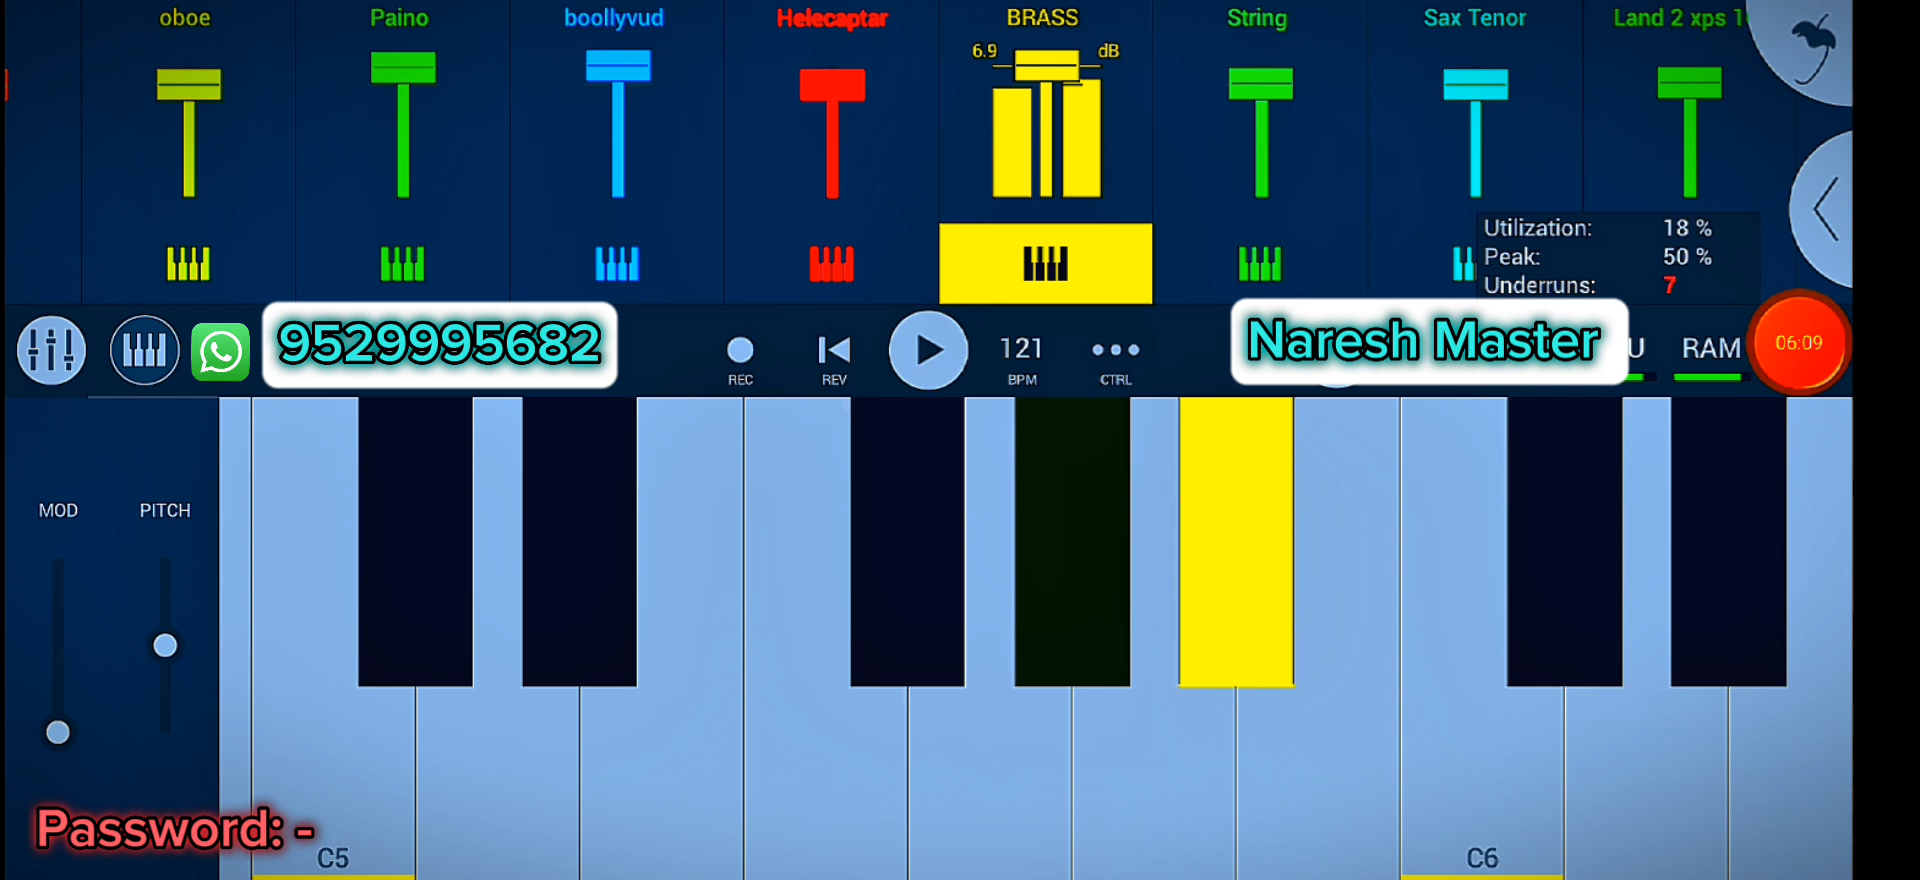 oboe
Paino
boollyvud
Helecaptar
BRASS
String
Sax Tenor
Land 2 xps 1
6.9 dB
Utilization: 18 %
Peak: 50 %
Underruns: 7
9529995682
REC
REV
121
BPM
CTRL
Naresh Master
U
RAM
06:09
MOD
PITCH
Password: -
C5
C6